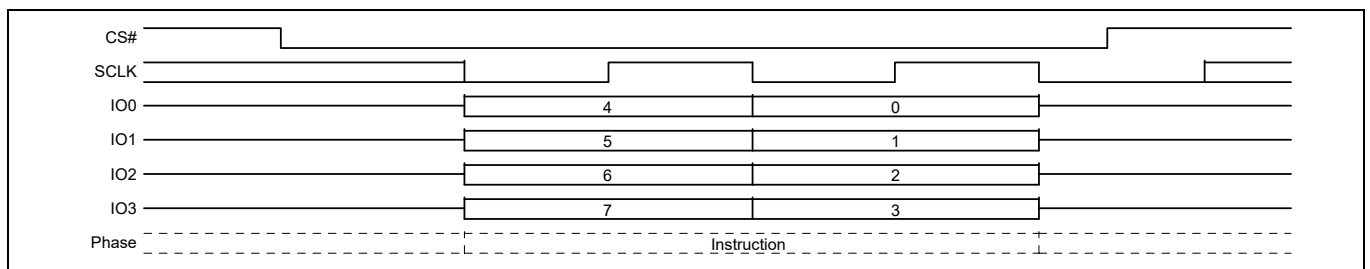 CS#
SCLK
IO0 4 0
IO1 5 1
IO2 6 2
IO3 7 3
Phase Instruction